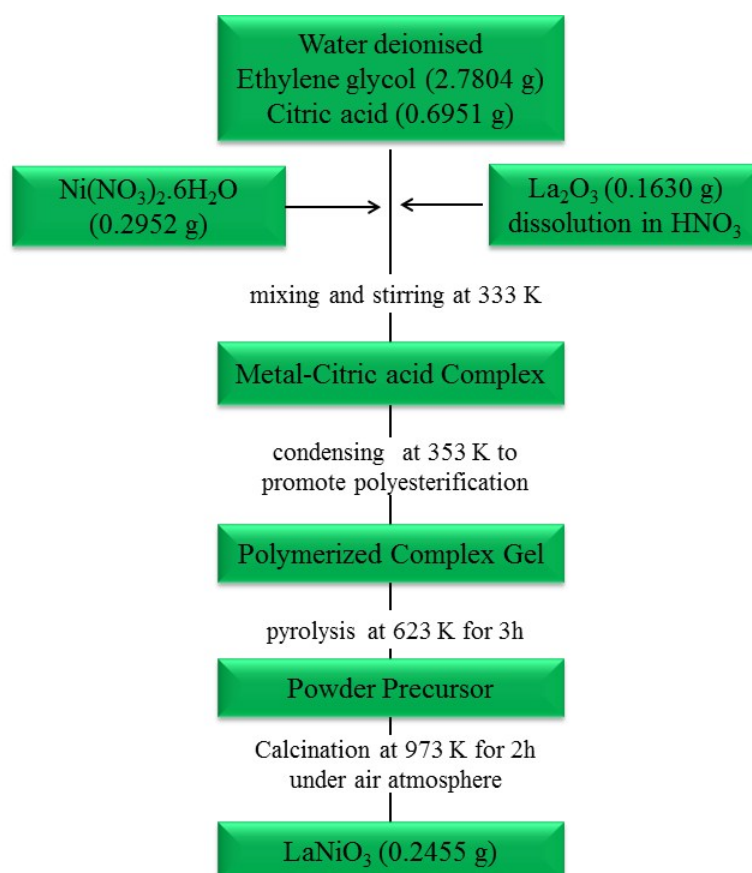 Water deionised
Ethylene glycol (2.7804 g)
Citric acid (0.6951 g)
Ni(NO₃)₂.6H₂O
(0.2952 g)
La₂O₃ (0.1630 g)
dissolution in HNO₃
mixing and stirring at 333 K
Metal-Citric acid Complex
condensing at 353 K to
promote polyesterification
Polymerized Complex Gel
pyrolysis at 623 K for 3h
Powder Precursor
Calcination at 973 K for 2h
under air atmosphere
LaNiO₃ (0.2455 g)